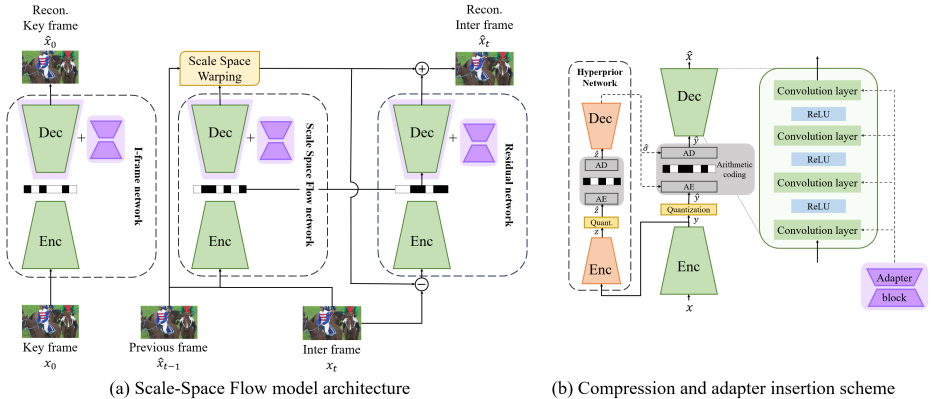 Recon.
Key frame
x̂₀
Recon.
Inter frame
x̂ₜ
Scale Space
Warping
+
Dec
+
I-frame network
Enc
Dec
+
Scale Space Flow network
Enc
Dec
+
Residual network
Enc
−
Key frame
x₀
Previous frame
x̂ₜ₋₁
Inter frame
xₜ
(a) Scale-Space Flow model architecture
Hyperprior
Network
Dec
ẑ
AD
AE
ẑ
Quant.
z
Enc
x̂
Dec
ŷ
σ̂
AD
AE
Arithmetic
coding
ŷ
Quantization
y
Enc
x
Convolution layer
ReLU
Convolution layer
ReLU
Convolution layer
ReLU
Convolution layer
Adapter
block
(b) Compression and adapter insertion scheme